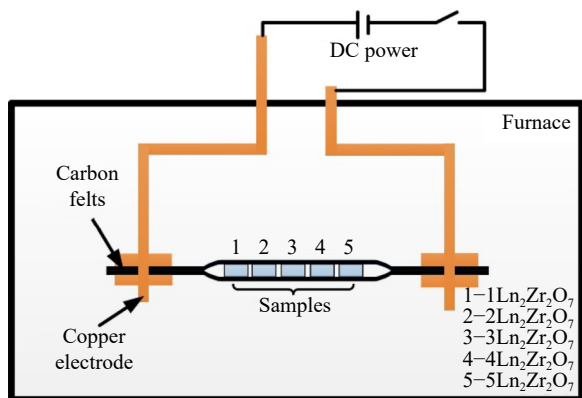 DC power
Furnace
Carbon
felts
1 2 3 4 5
Samples
Copper
electrode
1−1Ln₂Zr₂O₇
2−2Ln₂Zr₂O₇
3−3Ln₂Zr₂O₇
4−4Ln₂Zr₂O₇
5−5Ln₂Zr₂O₇